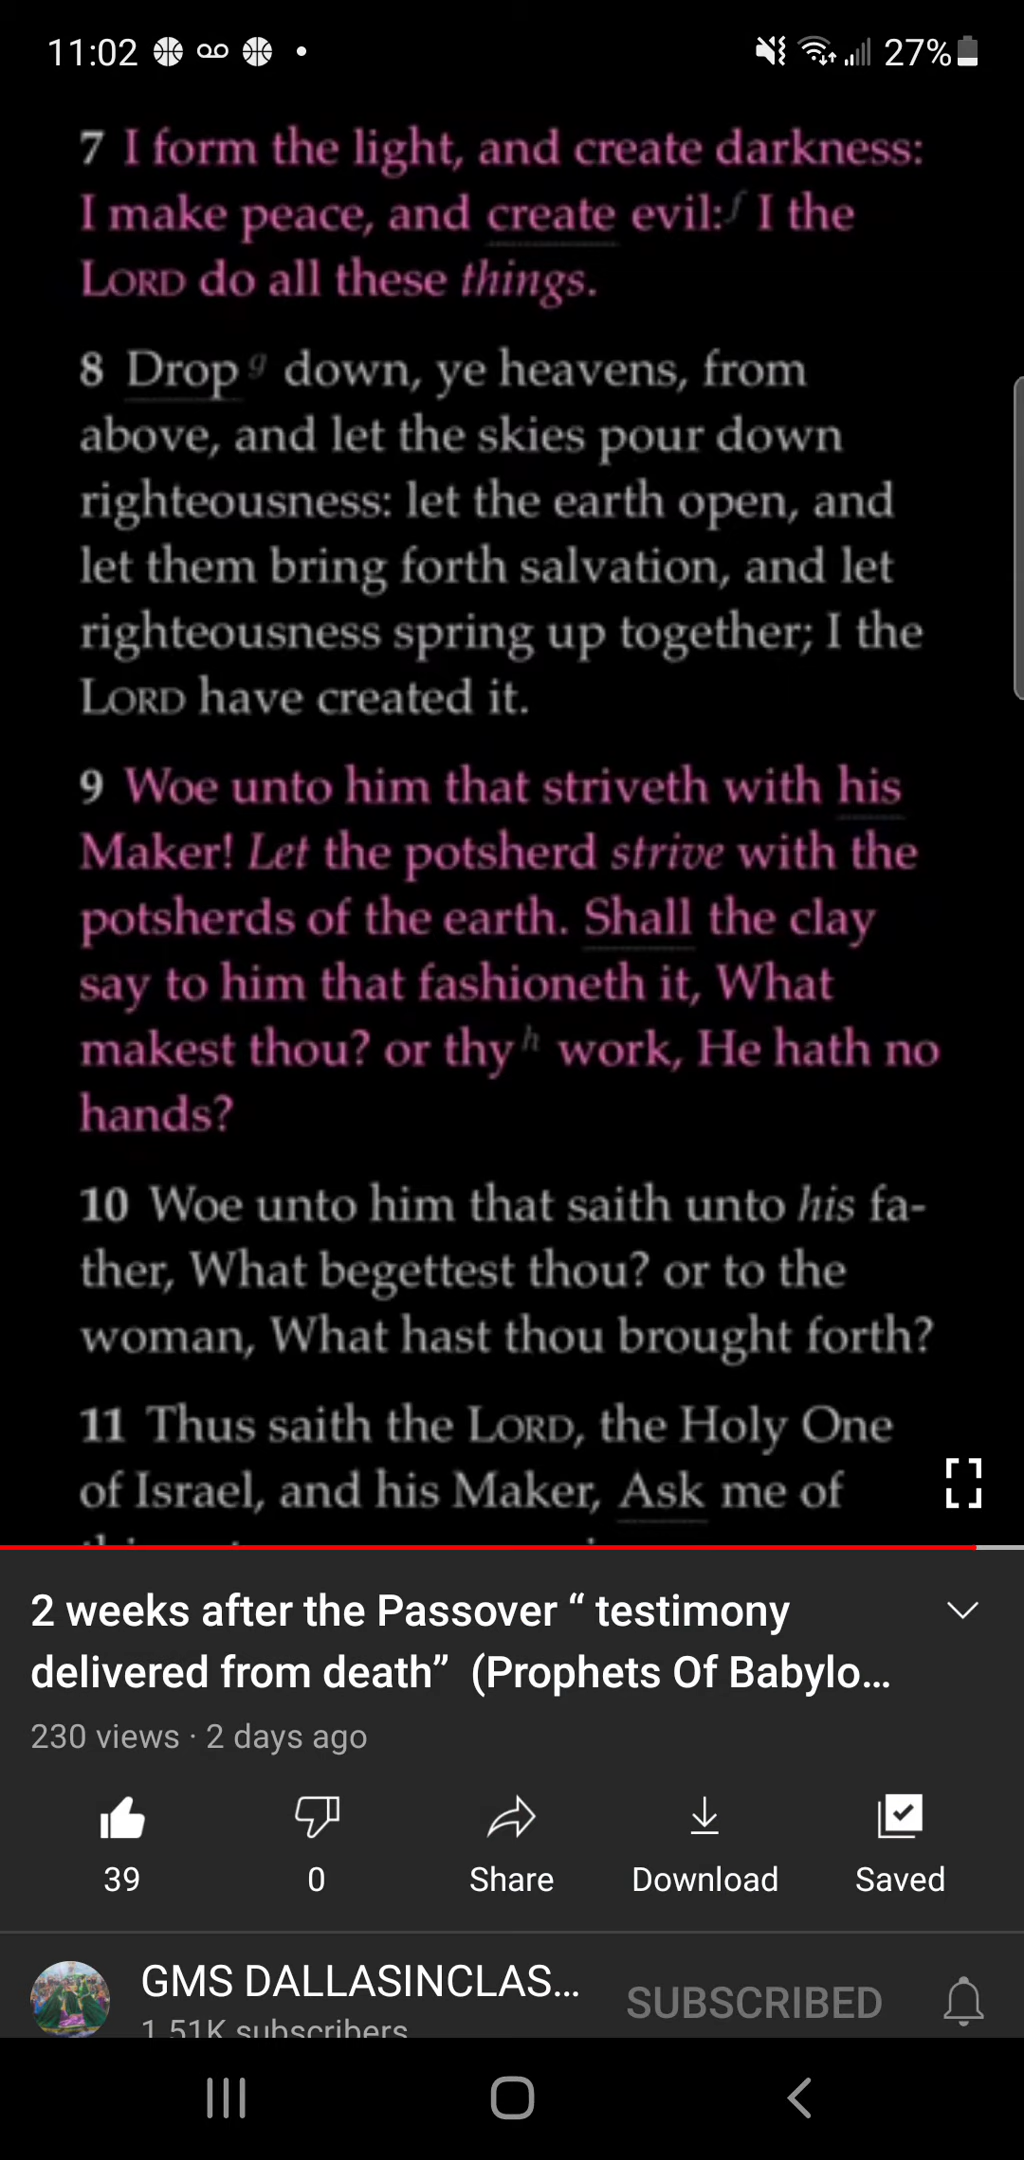 11:02
27%
7 I form the light, and create darkness:
I make peace, and create evil:f I the
LORD do all these things.
8 Drop g down, ye heavens, from
above, and let the skies pour down
righteousness: let the earth open, and
let them bring forth salvation, and let
righteousness spring up together; I the
LORD have created it.
9 Woe unto him that striveth with his
Maker! Let the potsherd strive with the
potsherds of the earth. Shall the clay
say to him that fashioneth it, What
makest thou? or thy h work, He hath no
hands?
10 Woe unto him that saith unto his fa-
ther, What begettest thou? or to the
woman, What hast thou brought forth?
11 Thus saith the LORD, the Holy One
of Israel, and his Maker, Ask me of
2 weeks after the Passover “ testimony
delivered from death” (Prophets Of Babylo...
230 views · 2 days ago
39
0
Share
Download
Saved
GMS DALLASINCLAS...
SUBSCRIBED
1.51K subscribers